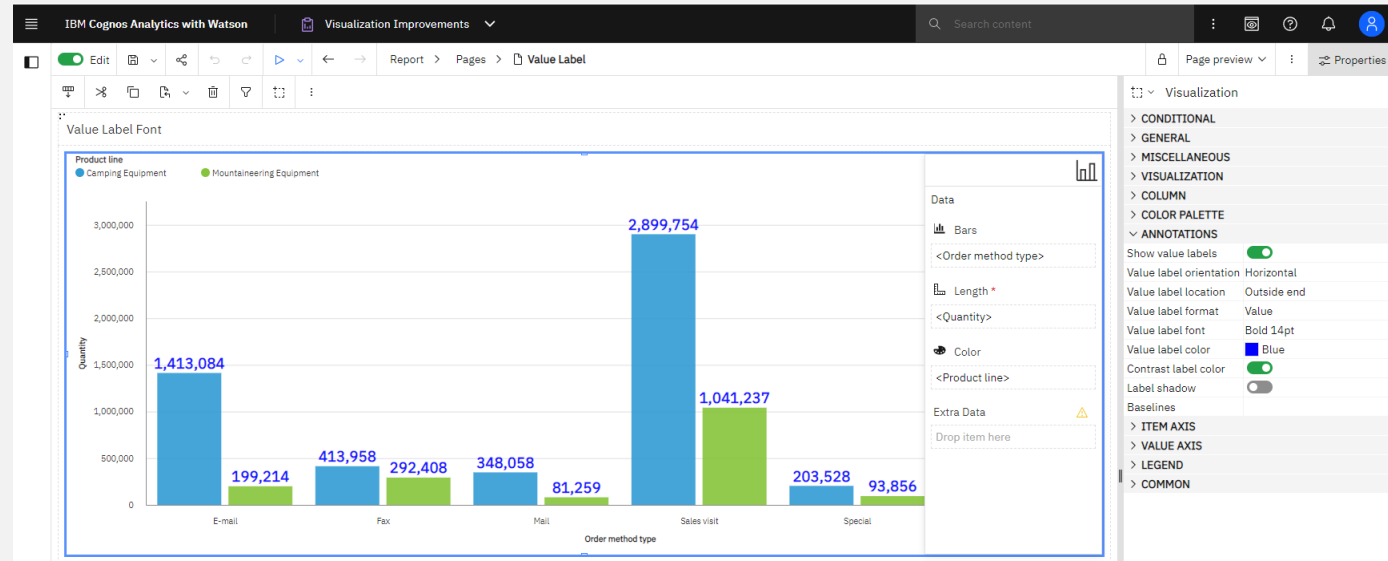 IBM Cognos Analytics with Watson
Visualization Improvements
Search content
Edit
Report > Pages > Value Label
Page preview
Properties
Visualization
Value Label Font
Product line
Camping Equipment
Mountaineering Equipment
Quantity
3,000,000
2,500,000
2,000,000
1,500,000
1,000,000
500,000
0
1,413,084
199,214
413,958
292,408
348,058
81,259
2,899,754
1,041,237
203,528
93,856
E-mail
Fax
Mail
Sales visit
Special
Order method type
Data
Bars
<Order method type>
Length *
<Quantity>
Color
<Product line>
Extra Data
Drop item here
> CONDITIONAL
> GENERAL
> MISCELLANEOUS
> VISUALIZATION
> COLUMN
> COLOR PALETTE
ANNOTATIONS
Show value labels
Value label orientation Horizontal
Value label location Outside end
Value label format Value
Value label font Bold 14pt
Value label color Blue
Contrast label color
Label shadow
Baselines
> ITEM AXIS
> VALUE AXIS
> LEGEND
> COMMON